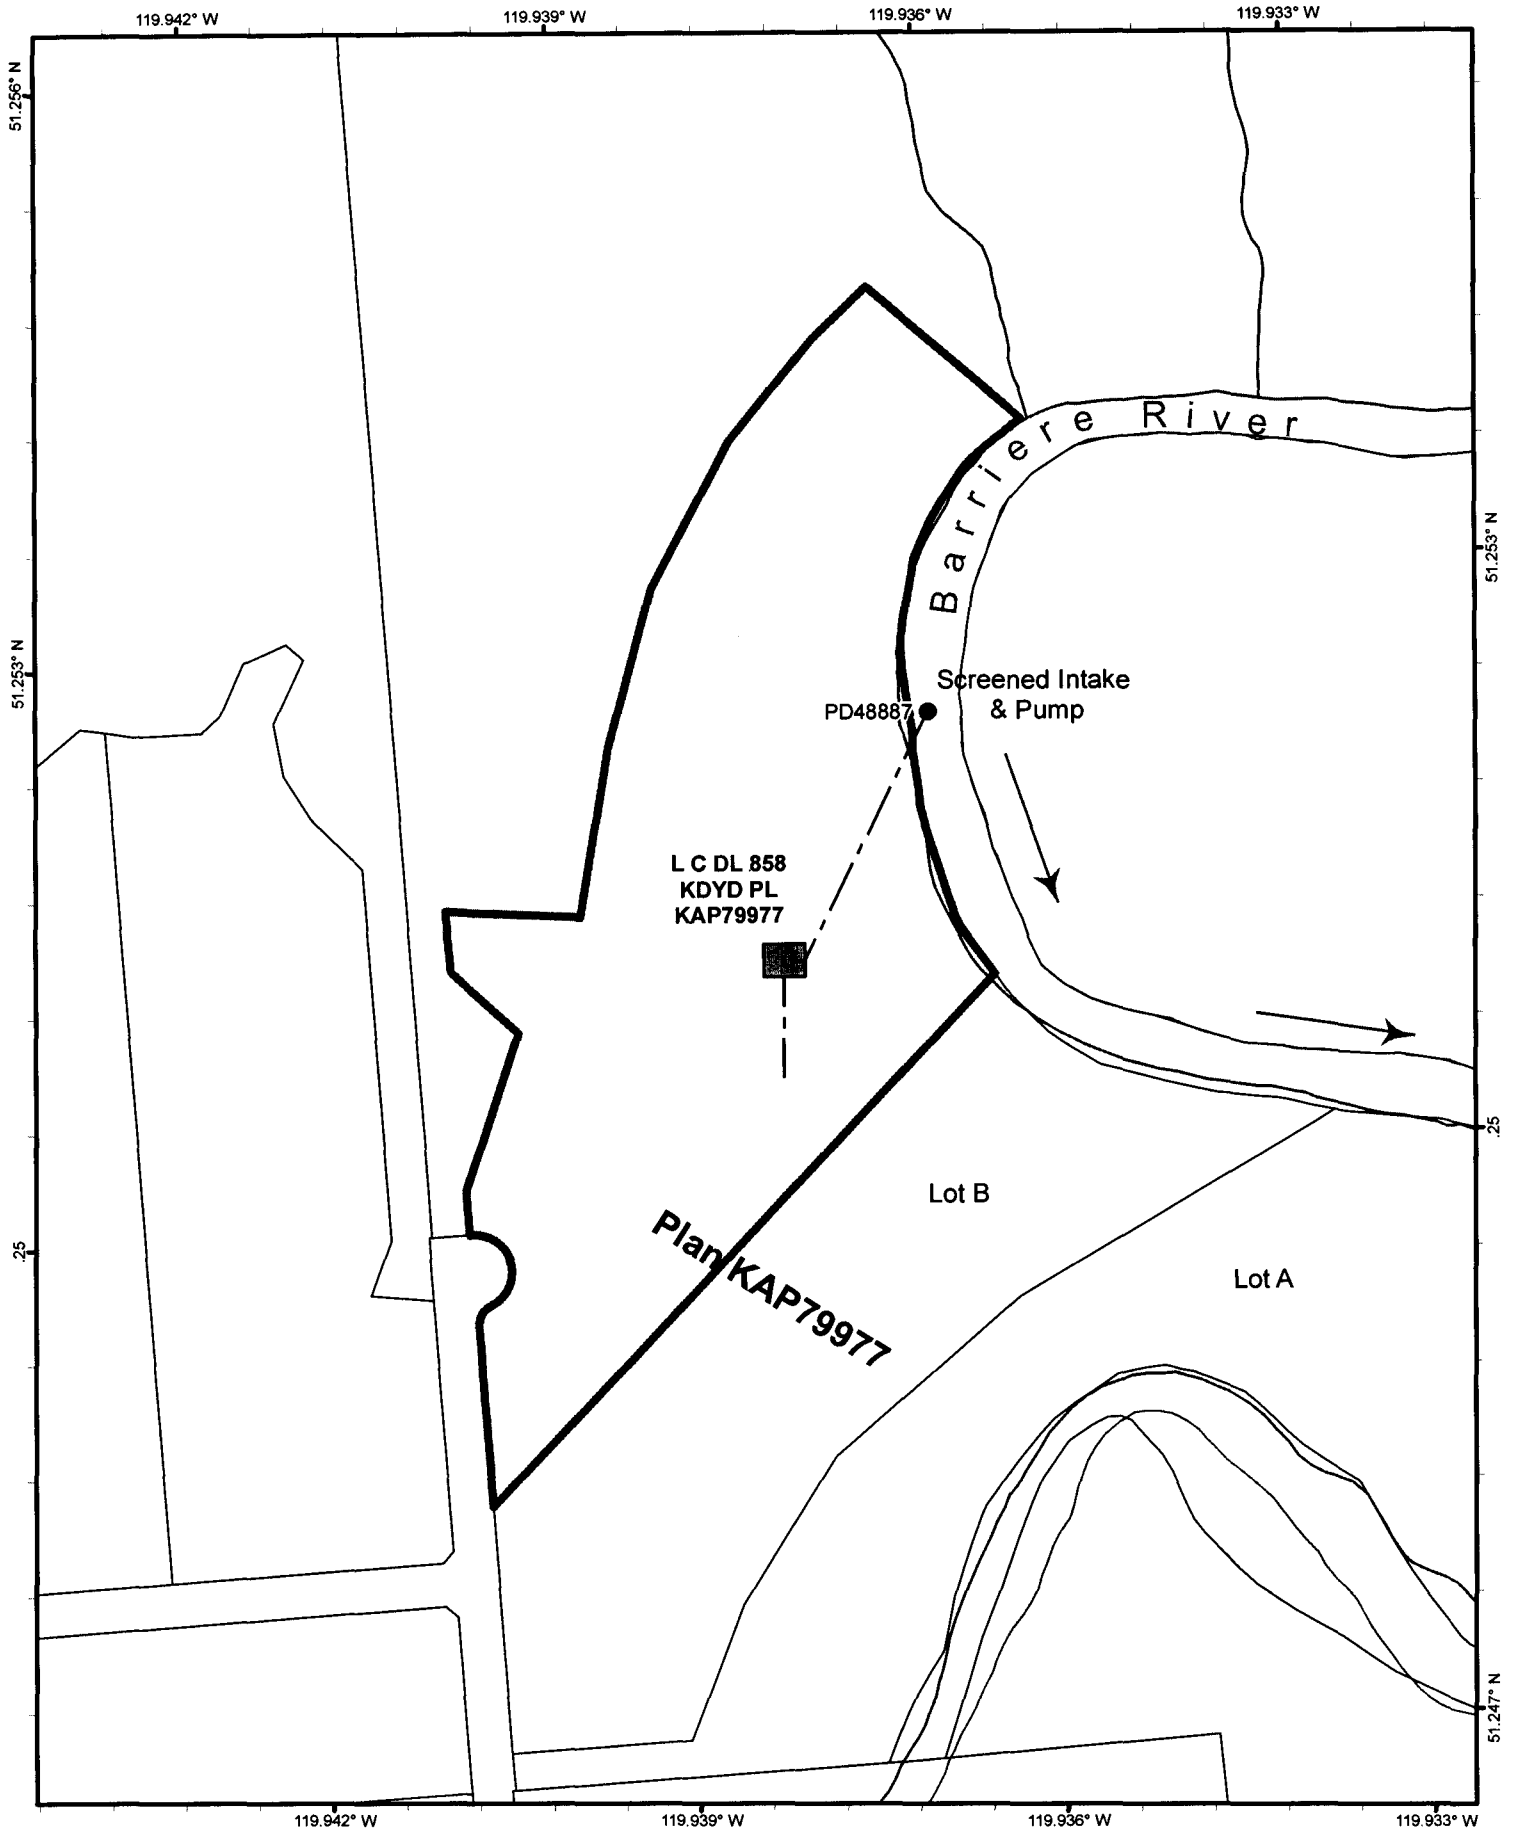 119.942° W
119.939° W
119.936° W
119.933° W
51.256° N
Barriere River
51.253° N
51.253° N
Screened Intake
& Pump
PD48887
L C DL 858
KDYD PL
KAP79977
.25
Lot B
Plan KAP79977
.25
Lot A
51.247° N
119.942° W
119.939° W
119.936° W
119.933° W